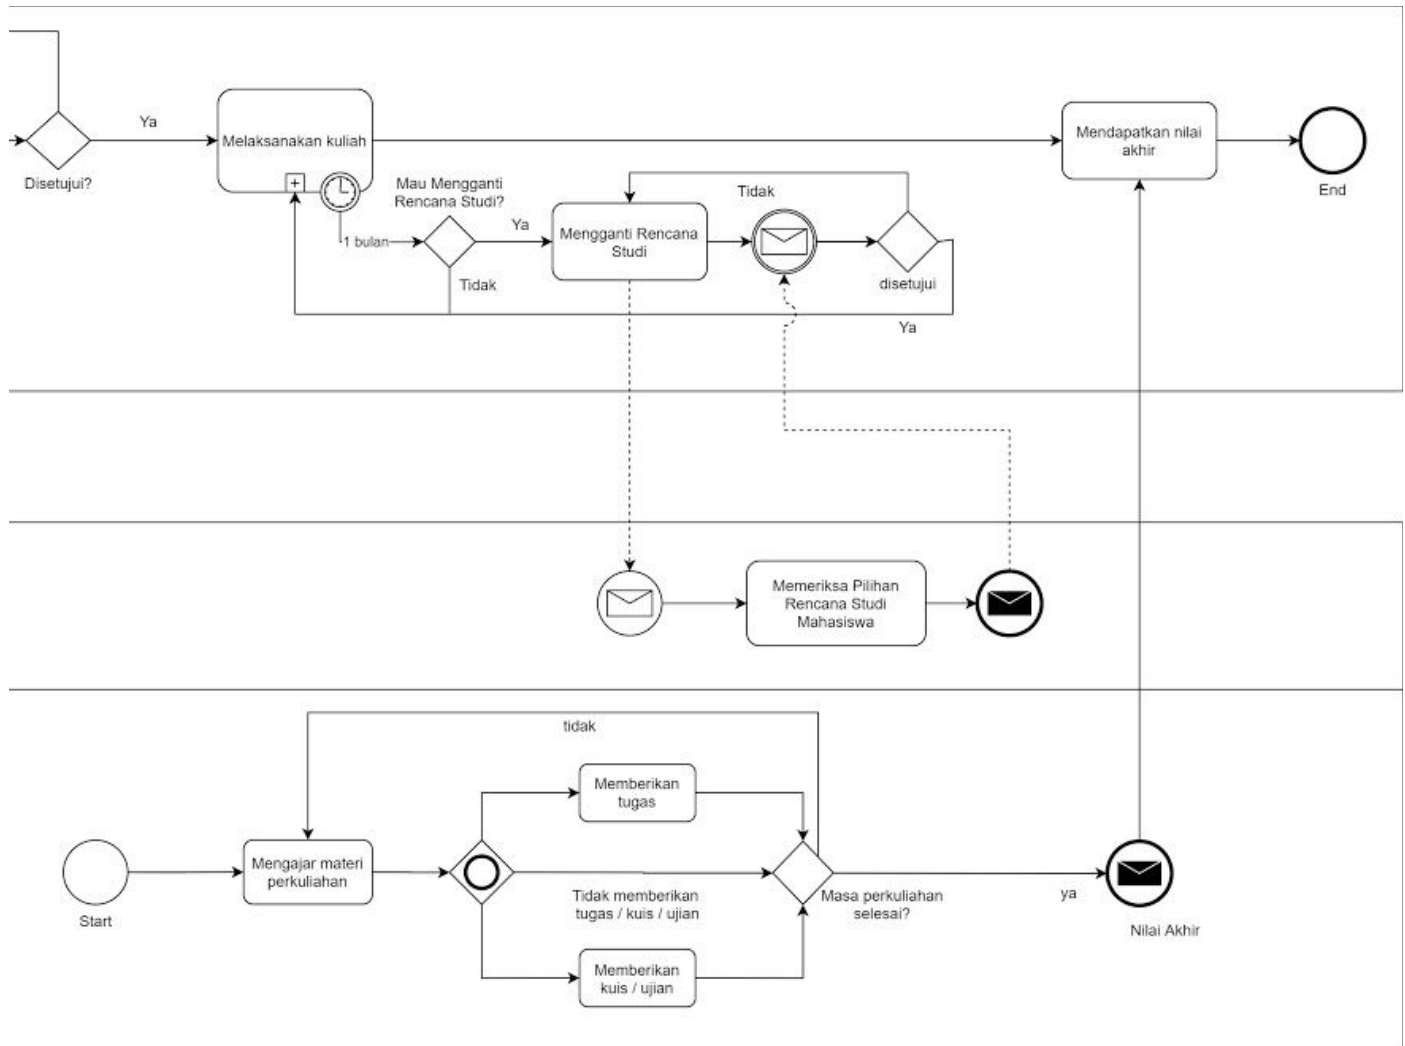 Ya
Disetujui?
Melaksanakan kuliah
1 bulan
Mau Mengganti
Rencana Studi?
Ya
Tidak
Mengganti Rencana
Studi
Tidak
disetujui
Ya
Mendapatkan nilai
akhir
End
Memeriksa Pilihan
Rencana Studi
Mahasiswa
tidak
Start
Mengajar materi
perkuliahan
Memberikan
tugas
Tidak memberikan
tugas / kuis / ujian
Memberikan
kuis / ujian
Masa perkuliahan
selesai?
ya
Nilai Akhir